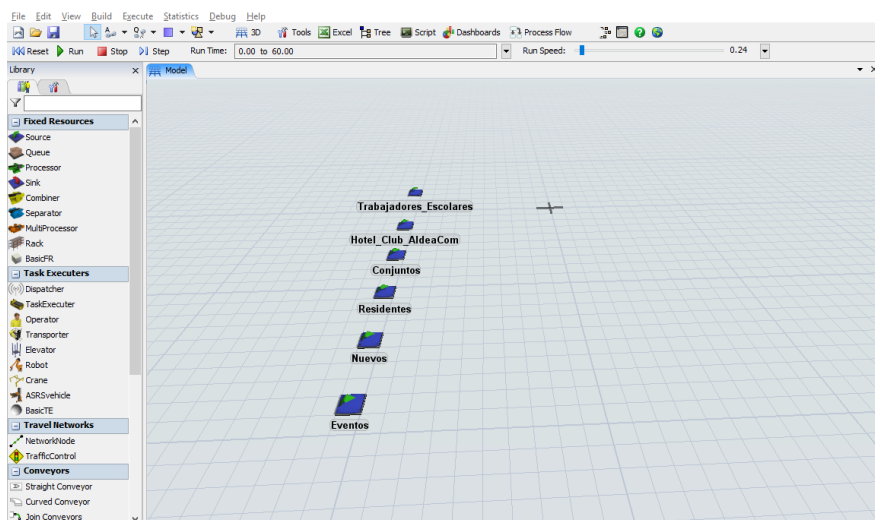 File Edit View Build Execute Statistics Debug Help
3D Tools Excel Tree Script Dashboards Process Flow
Reset Run Stop Step Run Time: 0.00 to 60.00 Run Speed: 0.24
Library
Model
Fixed Resources
Source
Queue
Processor
Sink
Combiner
Separator
MultiProcessor
Rack
BasicFR
Task Executers
Dispatcher
TaskExecuter
Operator
Transporter
Elevator
Robot
Crane
ASRSvehicle
BasicTE
Travel Networks
NetworkNode
TrafficControl
Conveyors
Straight Conveyor
Curved Conveyor
Join Conveyors
Trabajadores_Escolares
Hotel_Club_AldeaCom
Conjuntos
Residentes
Nuevos
Eventos